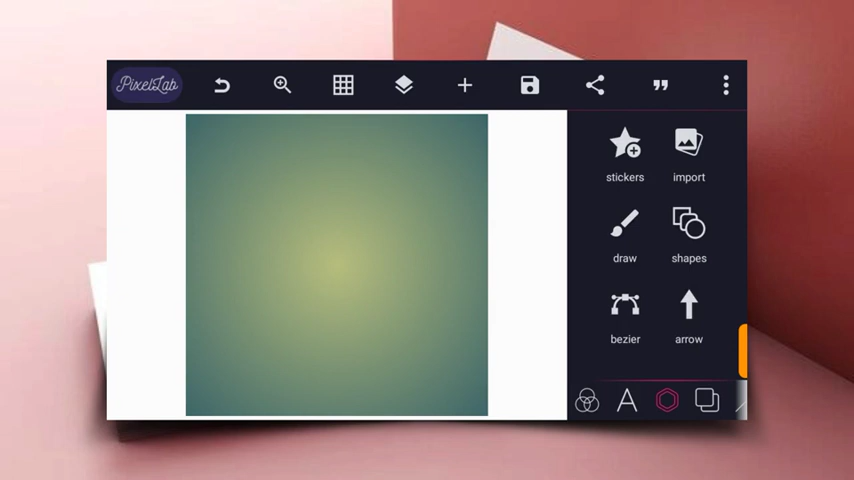 PixelLab
stickers
import
draw
shapes
bezier
arrow